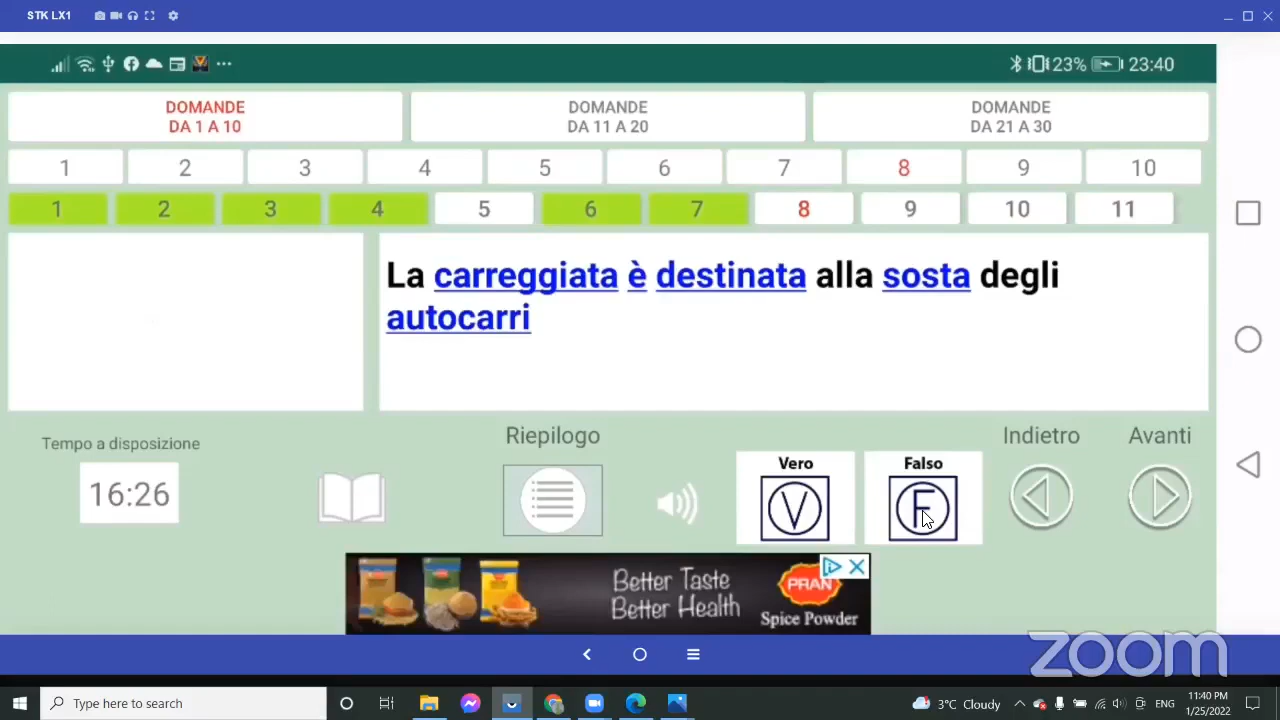 STK LX1
23% 23:40
DOMANDE
DA 1 A 10
DOMANDE
DA 11 A 20
DOMANDE
DA 21 A 30
1 2 3 4 5 6 7 8 9 10
1 2 3 4 5 6 7 8 9 10 11
La carreggiata è destinata alla sosta degli
autocarri
Tempo a disposizione
16:26
Riepilogo
Vero
V
Falso
F
Indietro
Avanti
Better Taste
Better Health
PRAN
Spice Powder
zoom
Type here to search
3°C Cloudy
ENG
11:40 PM
1/25/2022